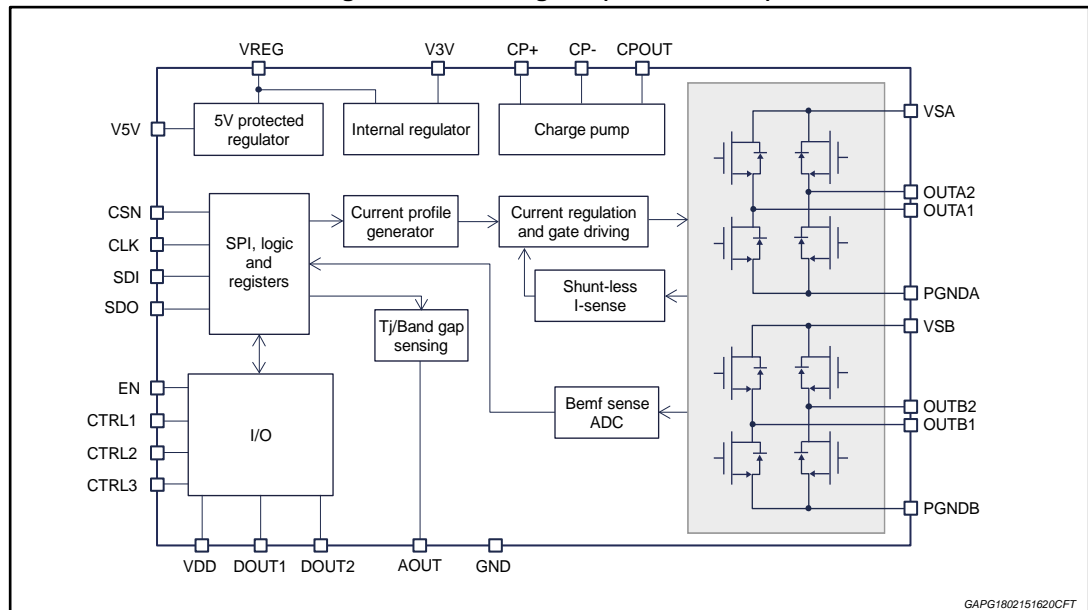 VREG
V3V
CP+
CP-
CPOUT
V5V
5V protected
regulator
Internal regulator
Charge pump
VSA
OUTA2
OUTA1
PGNDA
VSB
OUTB2
OUTB1
PGNDB
CSN
CLK
SDI
SDO
SPI, logic
and
registers
Current profile
generator
Current regulation
and gate driving
Shunt-less
I-sense
Tj/Band gap
sensing
Bemf sense
ADC
EN
CTRL1
CTRL2
CTRL3
I/O
VDD
DOUT1
DOUT2
AOUT
GND
GAPG1802151620CFT